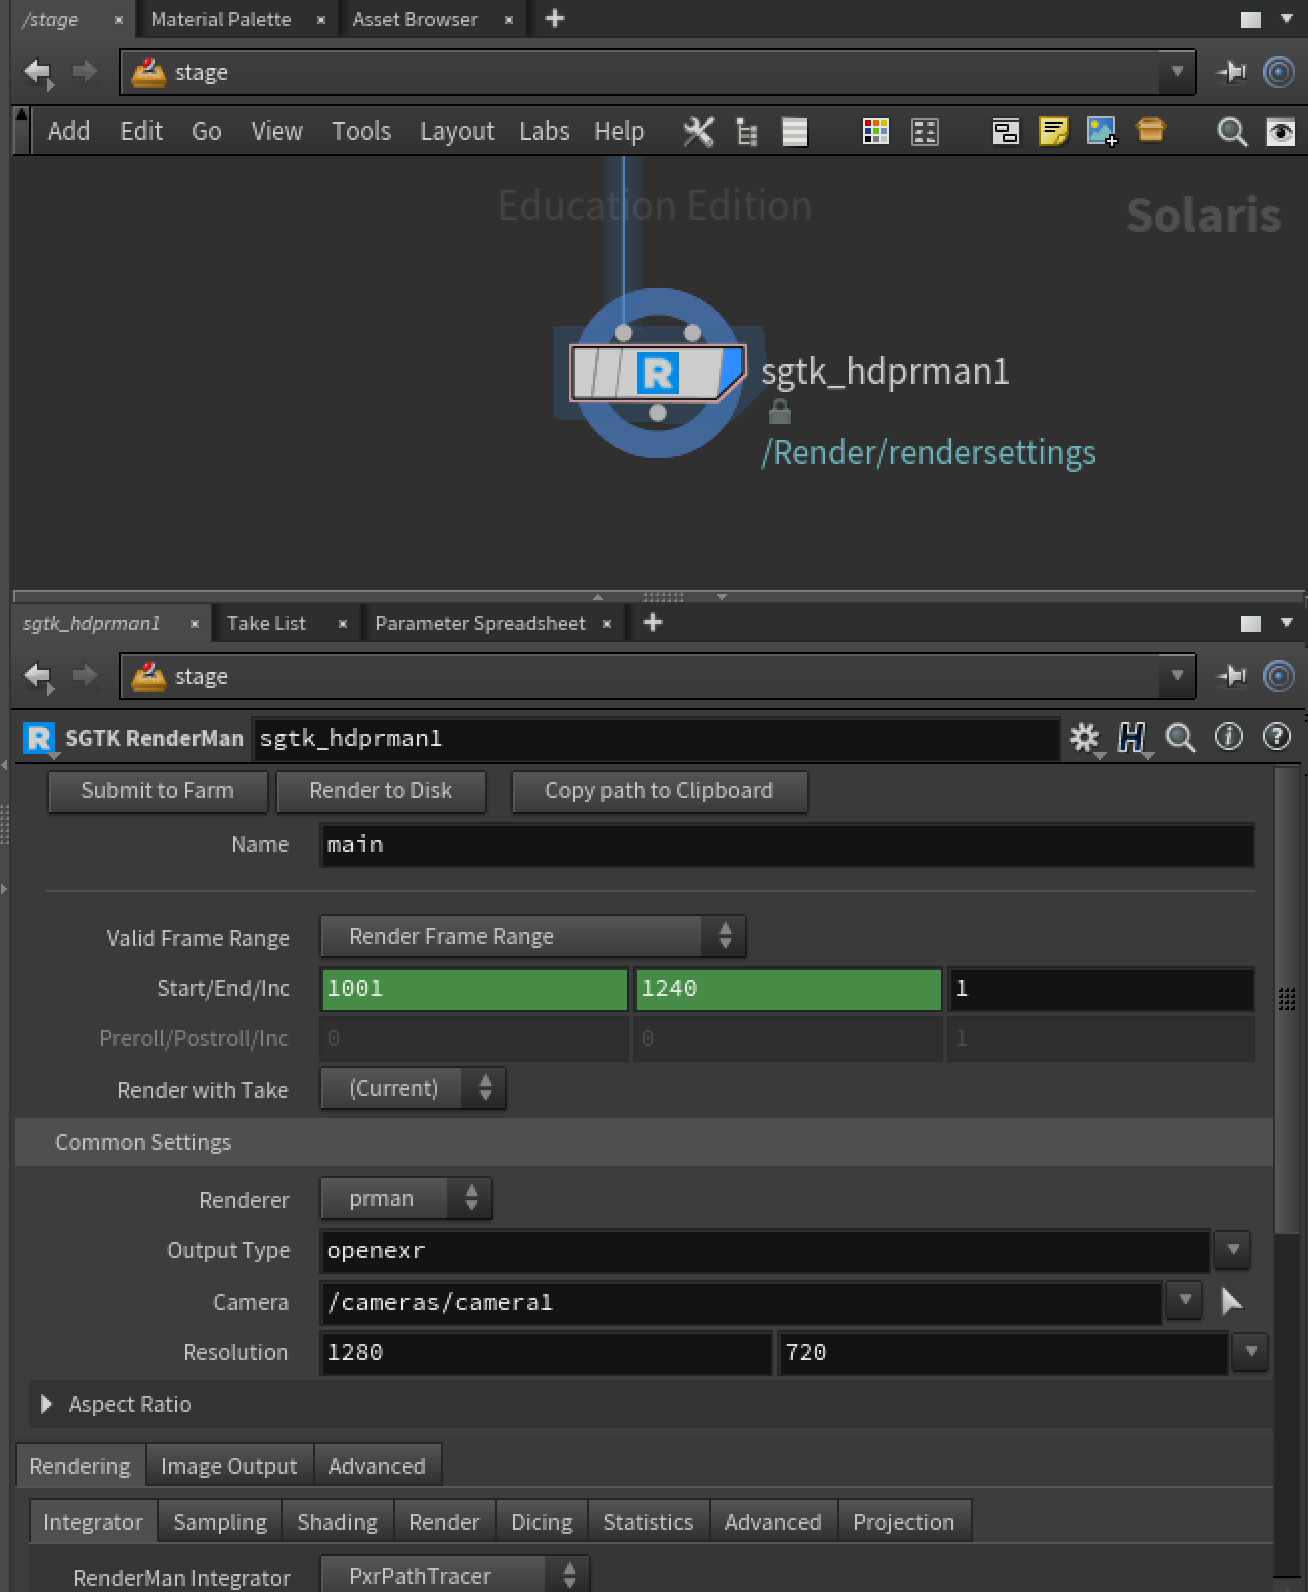 /stage Material Palette Asset Browser
stage
Add Edit Go View Tools Layout Labs Help
Education Edition
Solaris
R
sgtk_hdprman1
/Render/rendersettings
sgtk_hdprman1 Take List Parameter Spreadsheet
stage
R SGTK RenderMan sgtk_hdprman1
Submit to Farm Render to Disk Copy path to Clipboard
Name main
Valid Frame Range Render Frame Range
Start/End/Inc 1001 1240 1
Preroll/Postroll/Inc 0 0 1
Render with Take (Current)
Common Settings
Renderer prman
Output Type openexr
Camera /cameras/camera1
Resolution 1280 720
Aspect Ratio
Rendering Image Output Advanced
Integrator Sampling Shading Render Dicing Statistics Advanced Projection
RenderMan Integrator PxrPathTracer